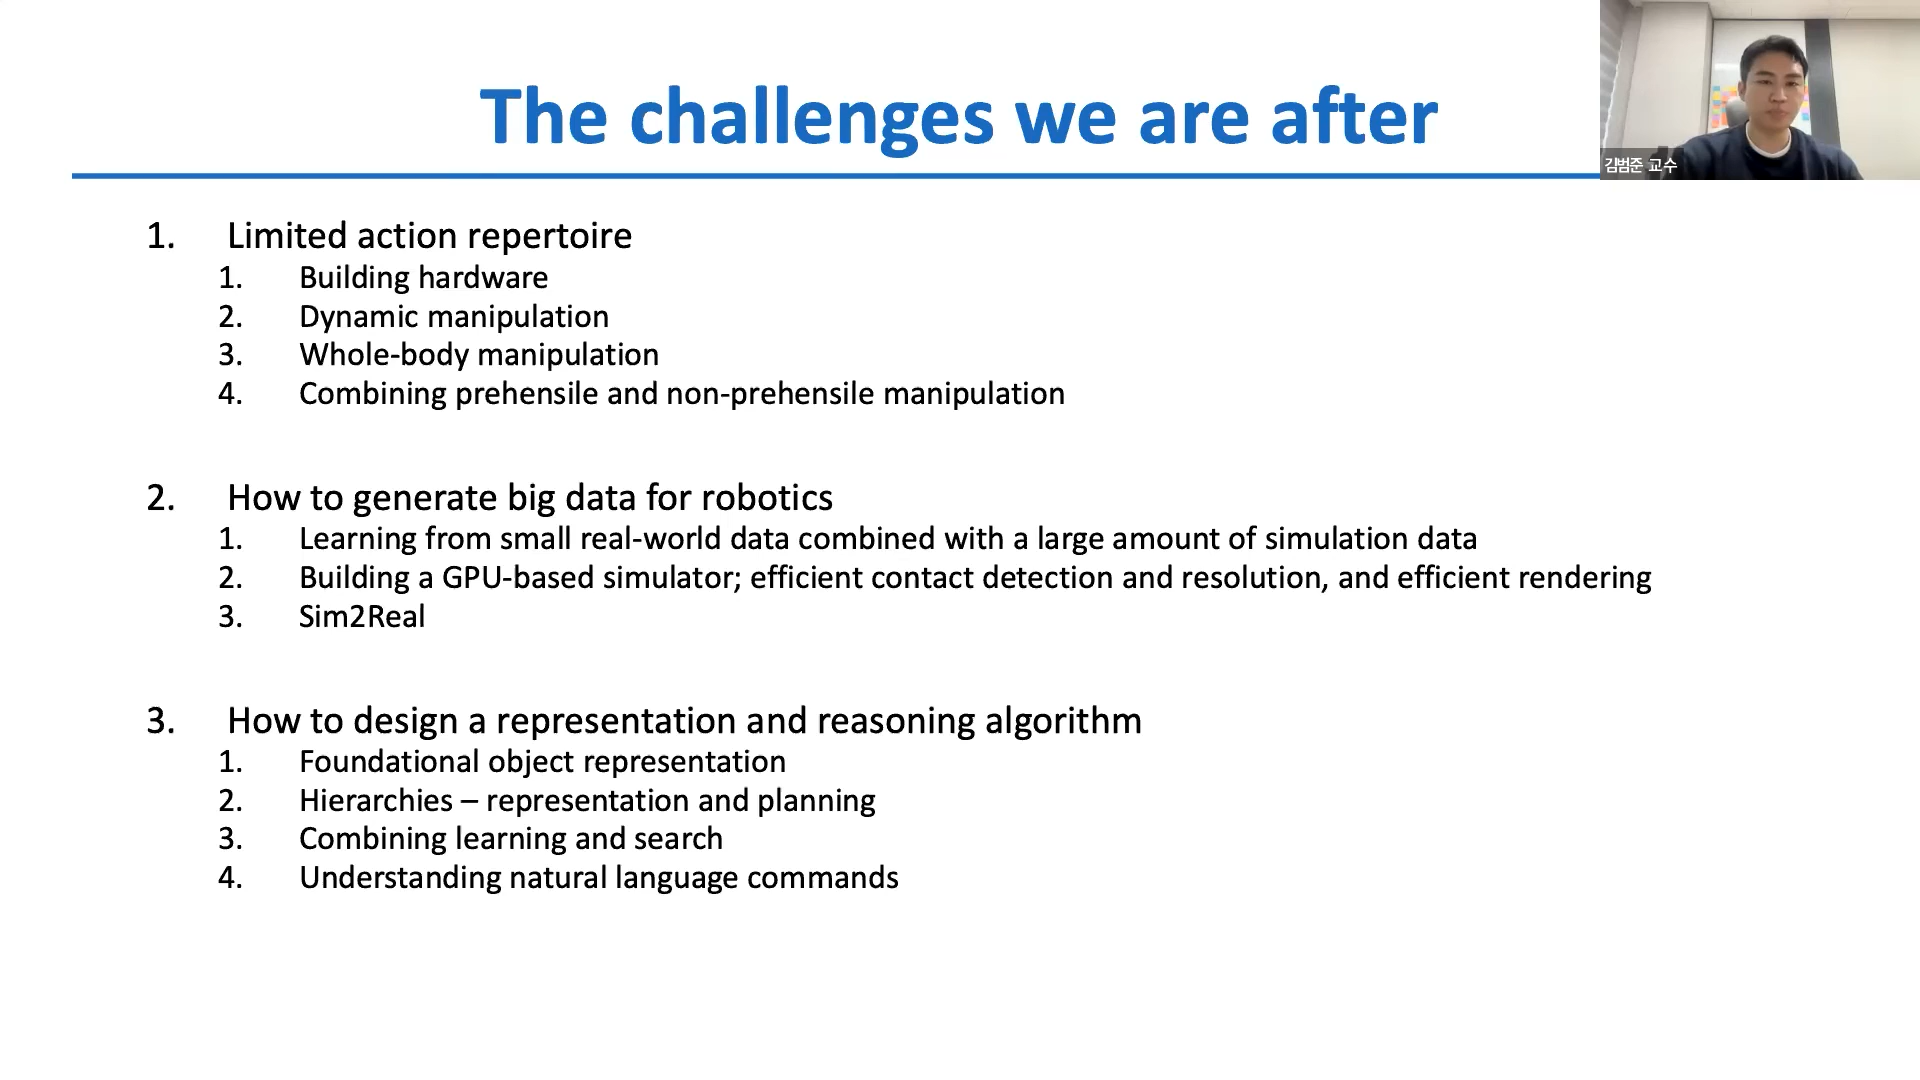 The challenges we are after
김범준 교수
1. Limited action repertoire
1. Building hardware
2. Dynamic manipulation
3. Whole-body manipulation
4. Combining prehensile and non-prehensile manipulation
2. How to generate big data for robotics
1. Learning from small real-world data combined with a large amount of simulation data
2. Building a GPU-based simulator; efficient contact detection and resolution, and efficient rendering
3. Sim2Real
3. How to design a representation and reasoning algorithm
1. Foundational object representation
2. Hierarchies – representation and planning
3. Combining learning and search
4. Understanding natural language commands